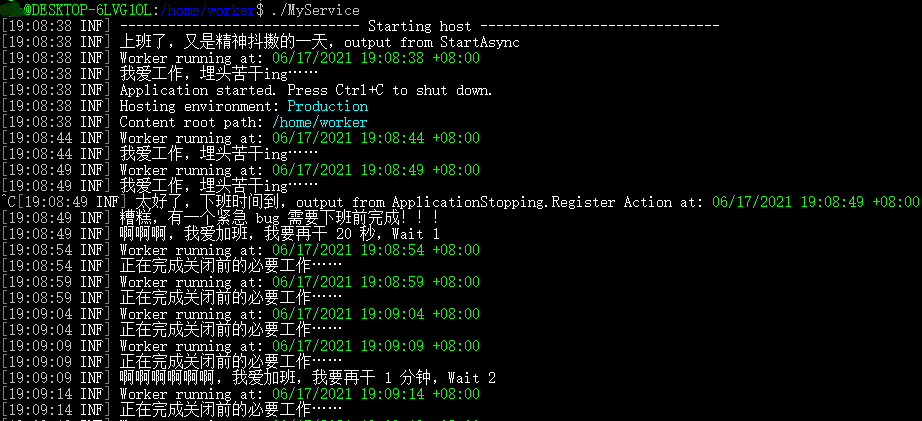 @DESKTOP-6LVG1OL:/home/worker$ ./MyService
[19:08:38 INF] ------------------------------ Starting host ------------------------------
[19:08:38 INF] 上班了，又是精神抖擞的一天，output from StartAsync
[19:08:38 INF] Worker running at: 06/17/2021 19:08:38 +08:00
[19:08:38 INF] 我爱工作，埋头苦干ing……
[19:08:38 INF] Application started. Press Ctrl+C to shut down.
[19:08:38 INF] Hosting environment: Production
[19:08:38 INF] Content root path: /home/worker
[19:08:44 INF] Worker running at: 06/17/2021 19:08:44 +08:00
[19:08:44 INF] 我爱工作，埋头苦干ing……
[19:08:49 INF] Worker running at: 06/17/2021 19:08:49 +08:00
[19:08:49 INF] 我爱工作，埋头苦干ing……
^C[19:08:49 INF] 太好了，下班时间到，output from ApplicationStopping.Register Action at: 06/17/2021 19:08:49 +08:00
[19:08:49 INF] 糟糕，有一个紧急 bug 需要下班前完成！！！
[19:08:49 INF] 啊啊啊，我爱加班，我要再干 20 秒，Wait 1
[19:08:54 INF] Worker running at: 06/17/2021 19:08:54 +08:00
[19:08:54 INF] 正在完成关闭前的必要工作……
[19:08:59 INF] Worker running at: 06/17/2021 19:08:59 +08:00
[19:08:59 INF] 正在完成关闭前的必要工作……
[19:09:04 INF] Worker running at: 06/17/2021 19:09:04 +08:00
[19:09:04 INF] 正在完成关闭前的必要工作……
[19:09:09 INF] Worker running at: 06/17/2021 19:09:09 +08:00
[19:09:09 INF] 正在完成关闭前的必要工作……
[19:09:09 INF] 啊啊啊啊啊啊，我爱加班，我要再干 1 分钟，Wait 2
[19:09:14 INF] Worker running at: 06/17/2021 19:09:14 +08:00
[19:09:14 INF] 正在完成关闭前的必要工作……